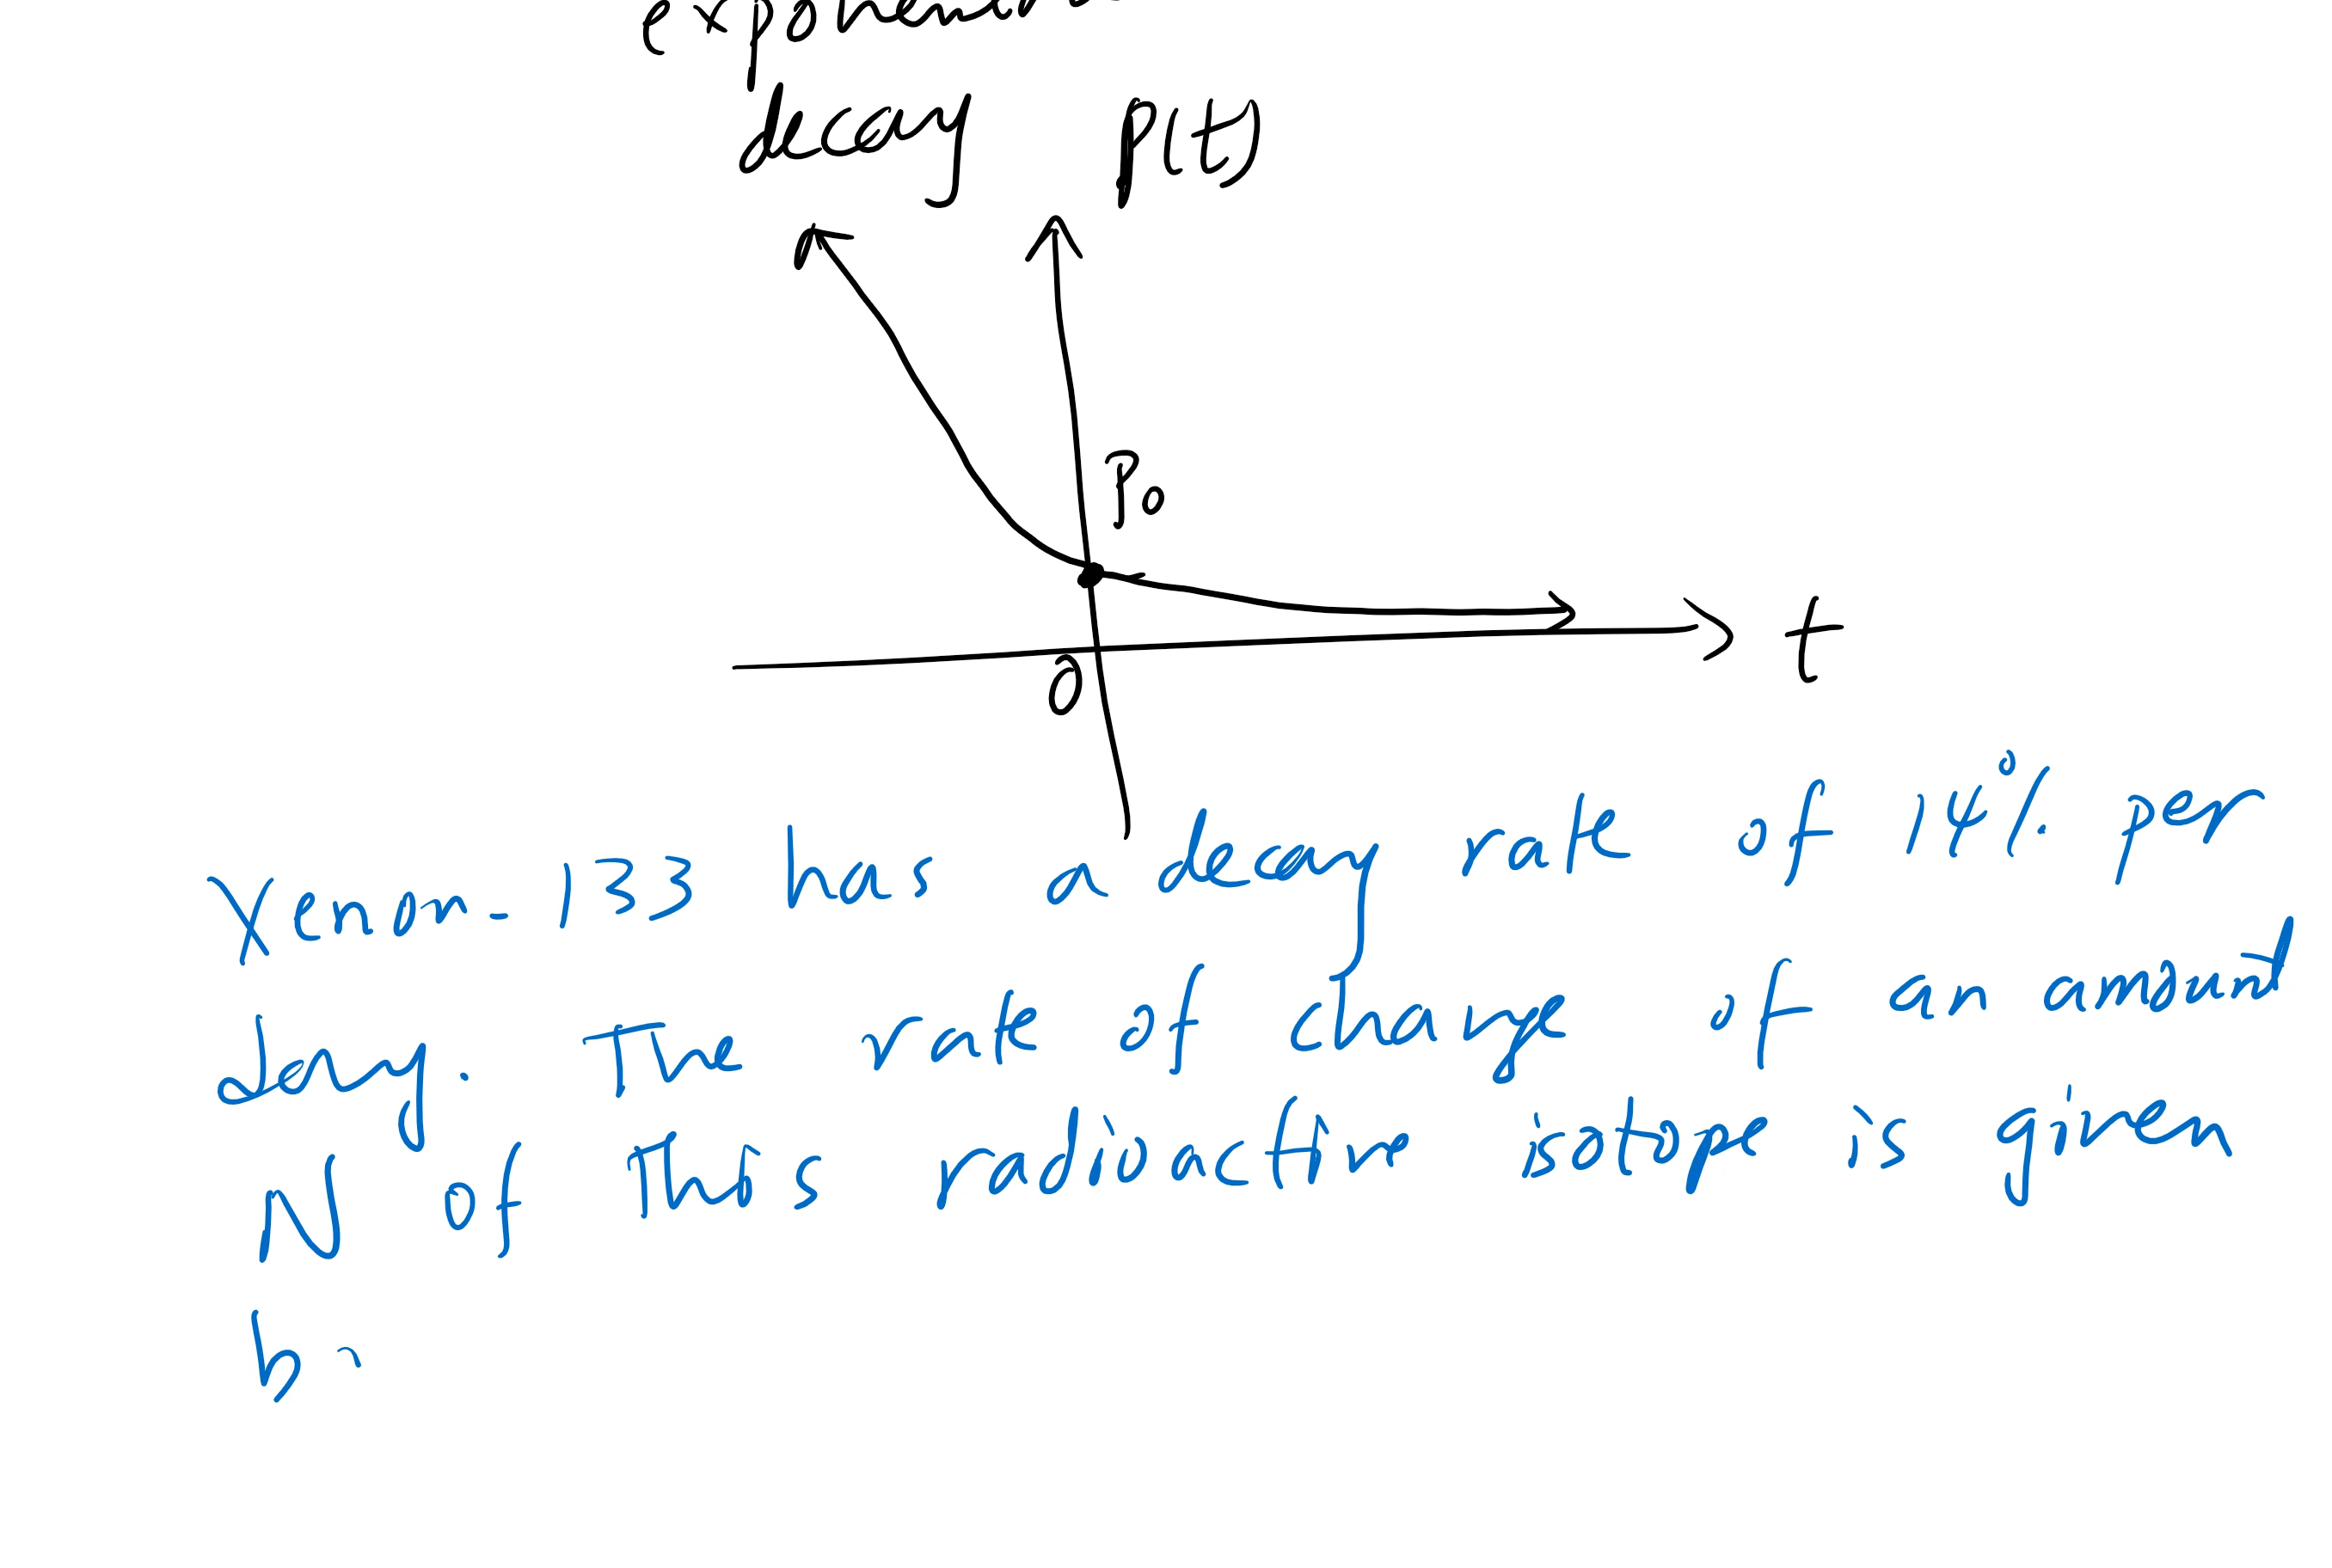 decay P(t)
P₀
t
0
Xenon-133 has a decay rate of 14% per
day. The rate of change of an amount
N of this radioactive isotope is given